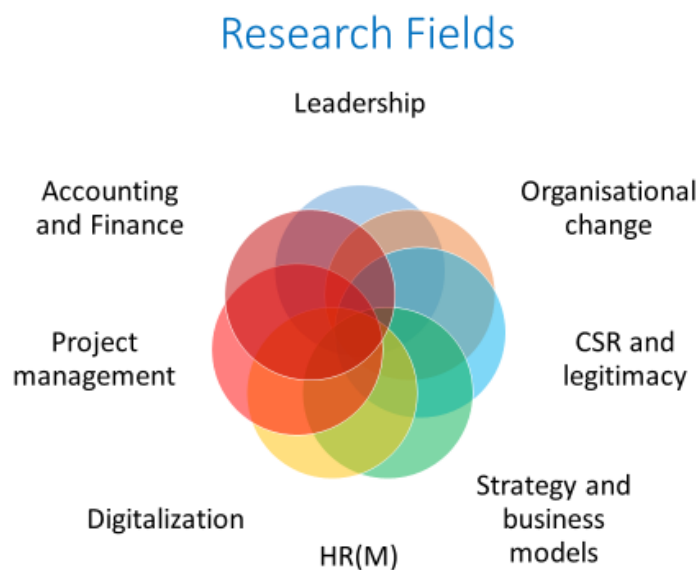 Research Fields
Leadership
Accounting
and Finance
Organisational
change
Project
management
CSR and
legitimacy
Digitalization
HR(M)
Strategy and
business
models